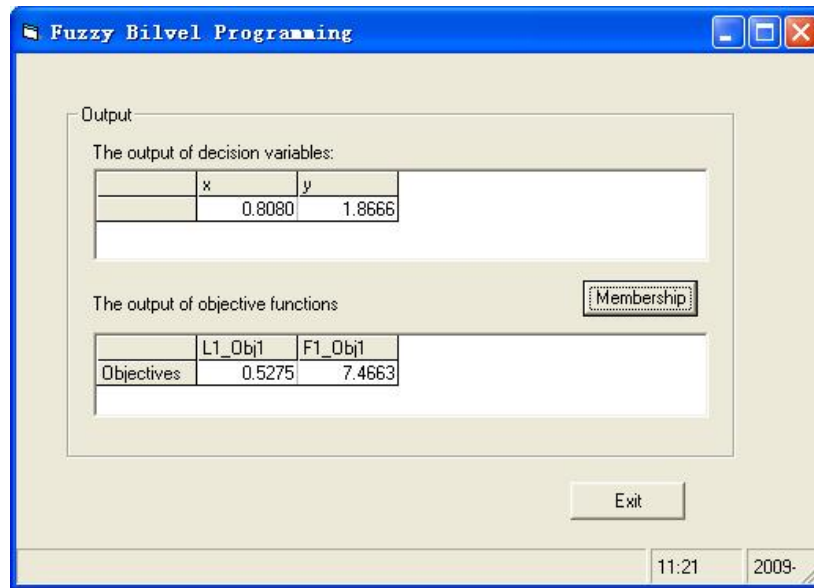 Fuzzy Bilvel Programming
Output
The output of decision variables:
x y
0.8080 1.8666
Membership
The output of objective functions
L1_Obj1 F1_Obj1
Objectives 0.5275 7.4663
Exit
11:21 2009-